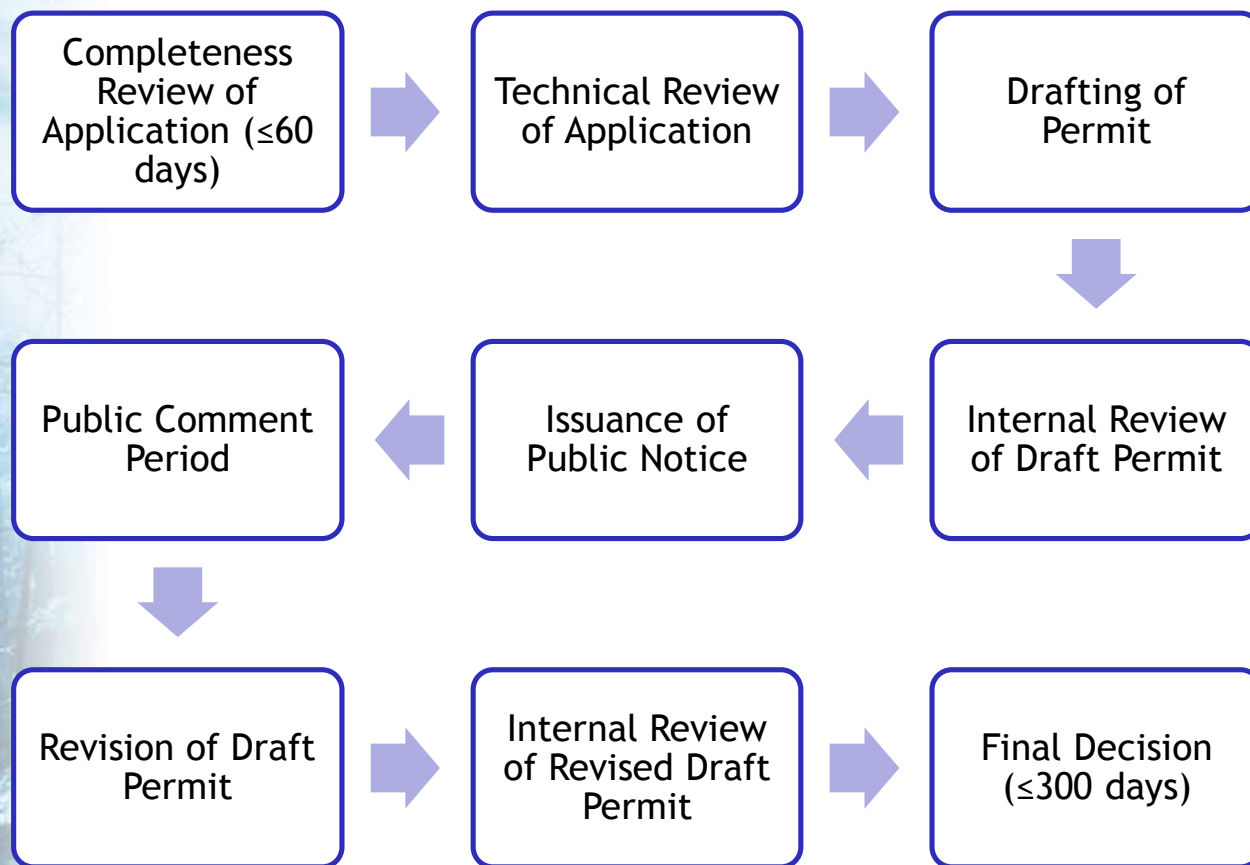 Completeness
Review of
Application (≤60
days)
Technical Review
of Application
Drafting of
Permit
Internal Review
of Draft Permit
Issuance of
Public Notice
Public Comment
Period
Revision of Draft
Permit
Internal Review
of Revised Draft
Permit
Final Decision
(≤300 days)